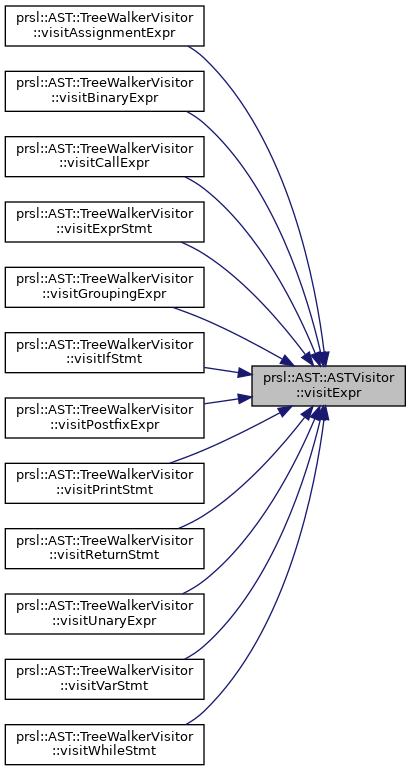 prsl::AST::TreeWalkerVisitor
::visitAssignmentExpr
prsl::AST::TreeWalkerVisitor
::visitBinaryExpr
prsl::AST::TreeWalkerVisitor
::visitCallExpr
prsl::AST::TreeWalkerVisitor
::visitExprStmt
prsl::AST::TreeWalkerVisitor
::visitGroupingExpr
prsl::AST::TreeWalkerVisitor
::visitIfStmt
prsl::AST::ASTVisitor
::visitExpr
prsl::AST::TreeWalkerVisitor
::visitPostfixExpr
prsl::AST::TreeWalkerVisitor
::visitPrintStmt
prsl::AST::TreeWalkerVisitor
::visitReturnStmt
prsl::AST::TreeWalkerVisitor
::visitUnaryExpr
prsl::AST::TreeWalkerVisitor
::visitVarStmt
prsl::AST::TreeWalkerVisitor
::visitWhileStmt